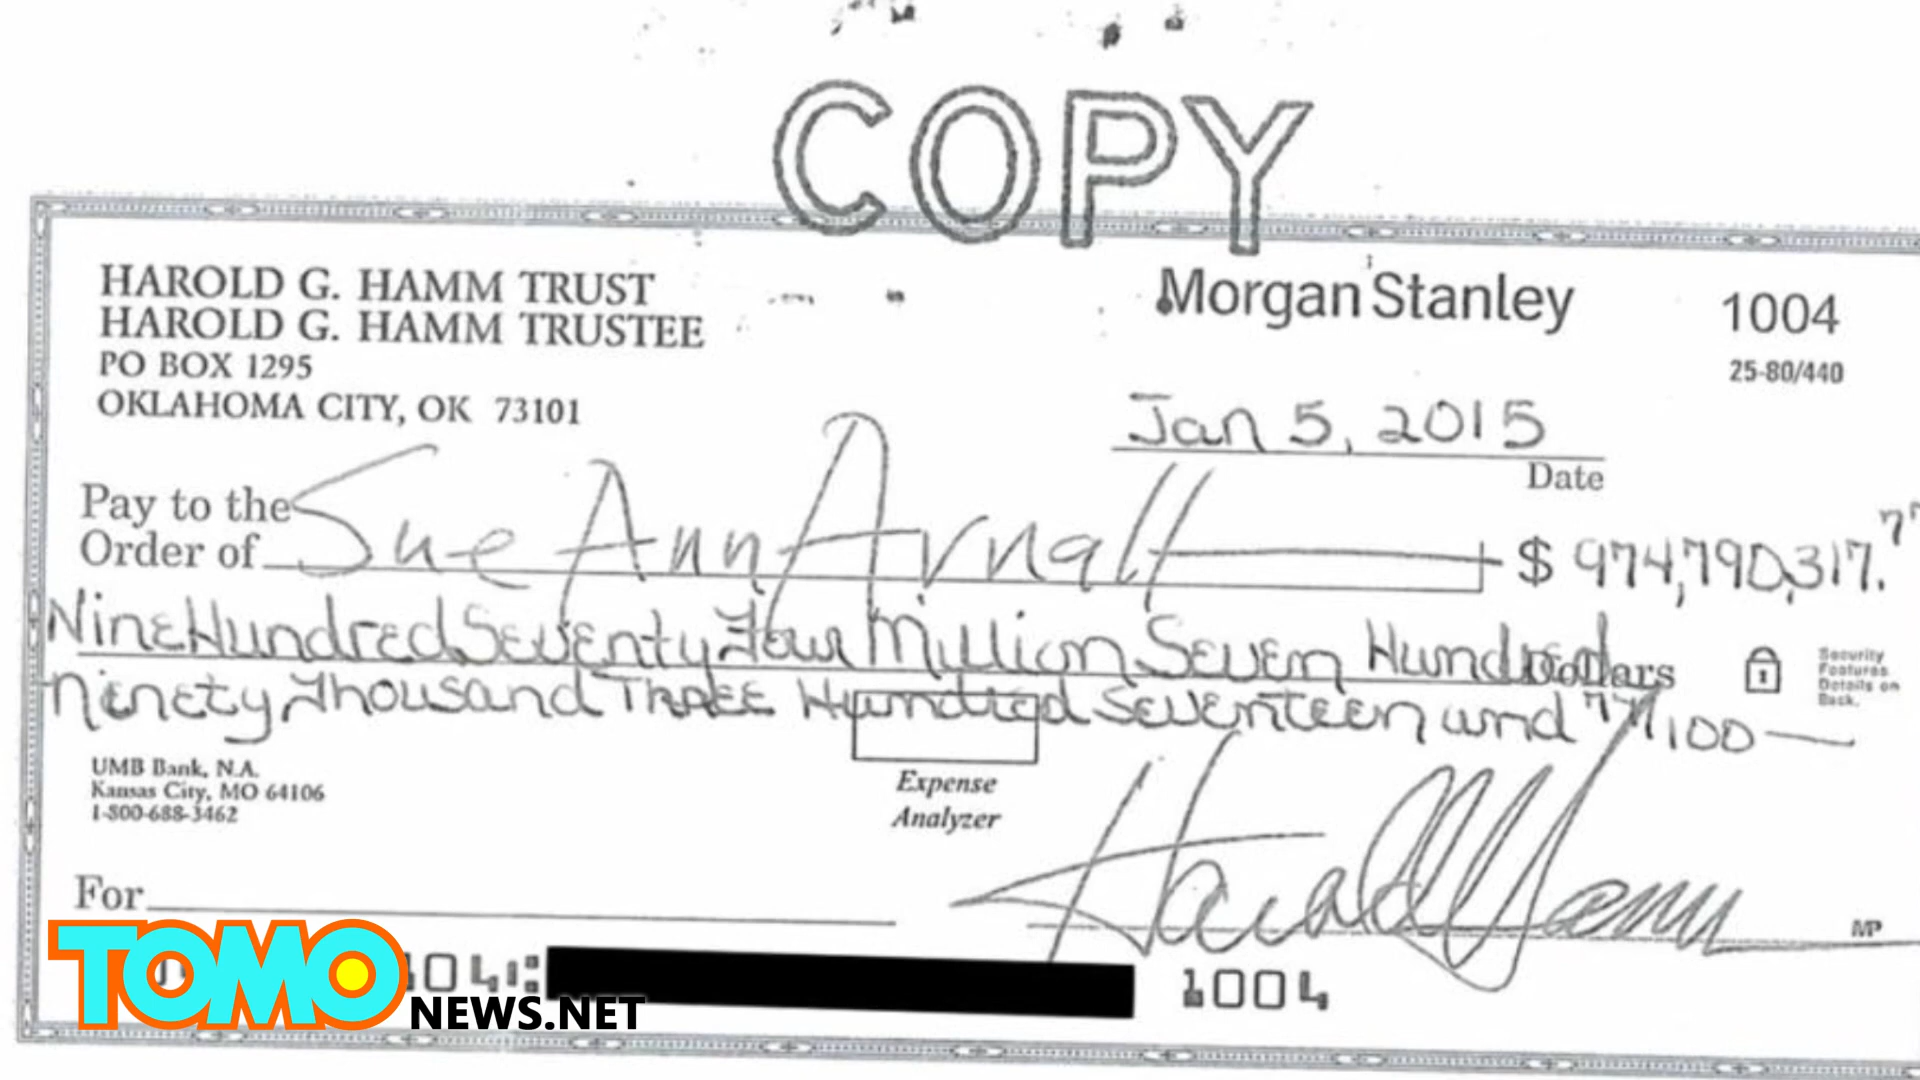 COPY
HAROLD G. HAMM TRUST
HAROLD G. HAMM TRUSTEE
PO BOX 1295
OKLAHOMA CITY, OK 73101
Morgan Stanley
1004
25-80/440
Jan 5, 2015
Date
Pay to the
Order of Sue Ann Arnall $ 974,790,317.77
Nine Hundred Seventy Four Million Seven Hundred Dollars
Ninety Thousand Three Hundred Seventeen and 77/100
Security
Features
Details on
Back.
UMB Bank, N.A.
Kansas City, MO 64106
1-800-688-3462
Expense
Analyzer
For
Harold Hamm
MP
1004
TOMO
NEWS.NET